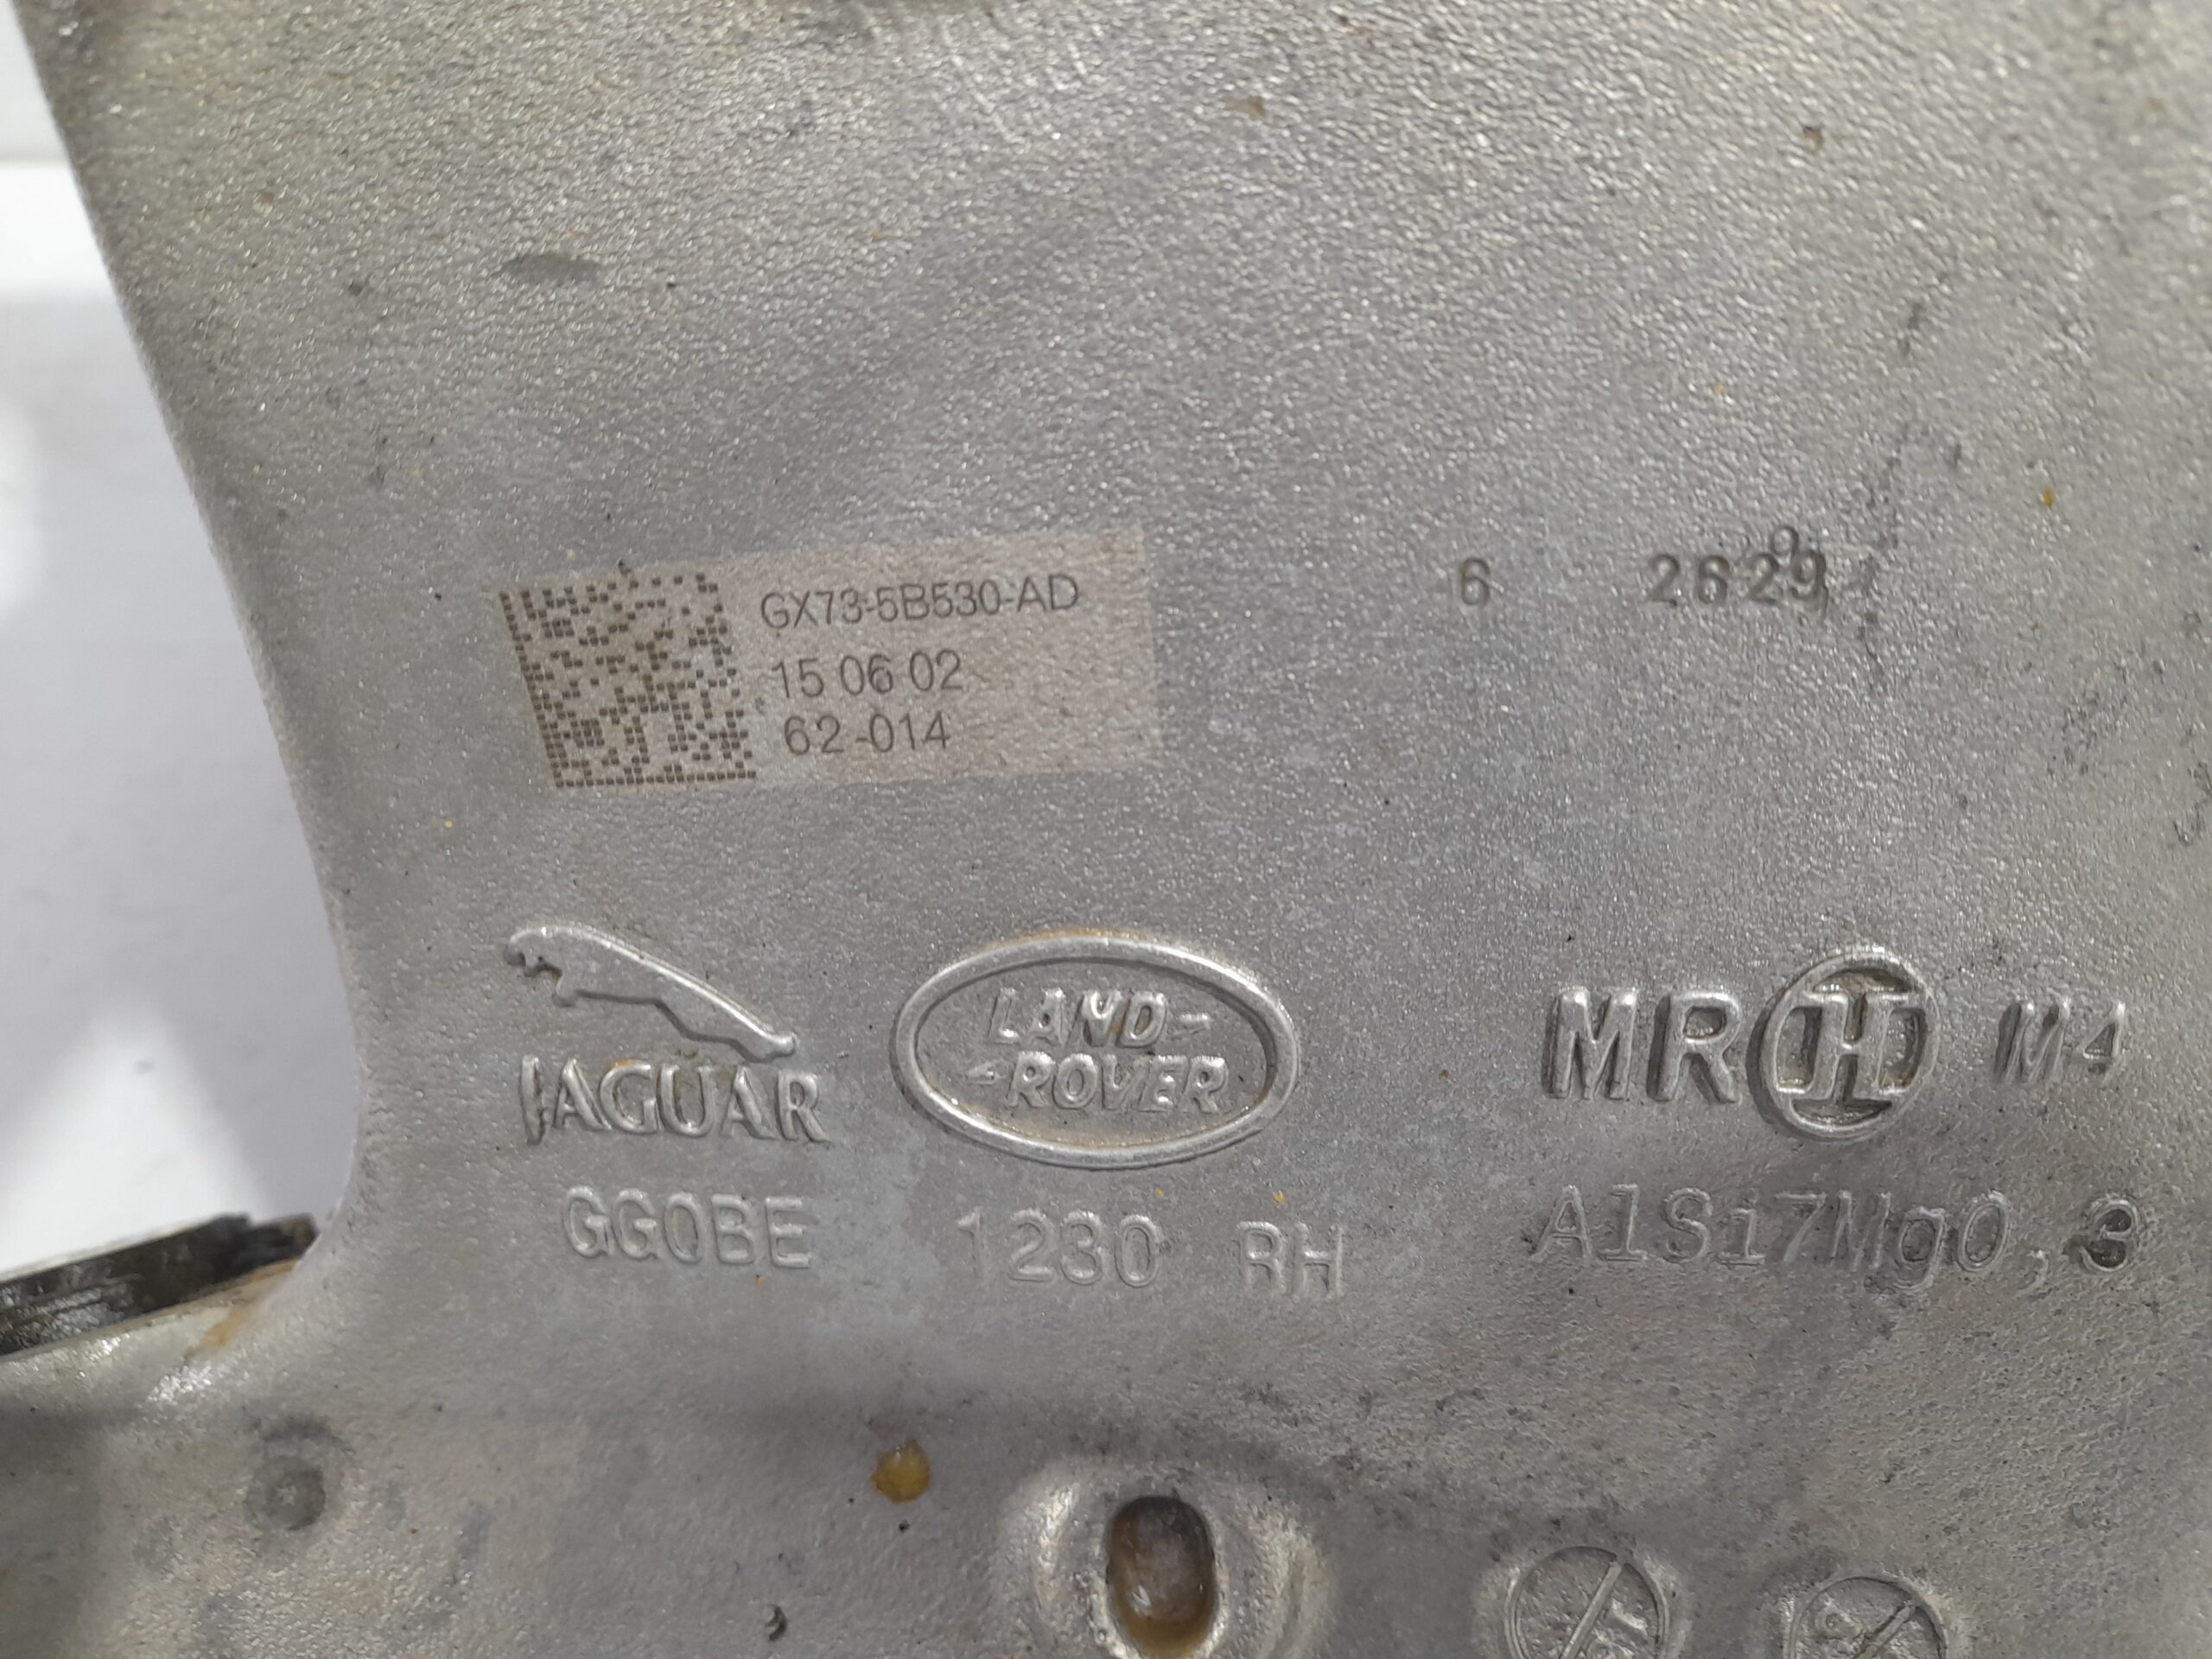 GX73-5B530-AD
15 06 02
62-014
6 2629
JAGUAR
LAND-
-ROVER
MR H M4
GG0BE 1230 RH
AlSi7Mg0,3